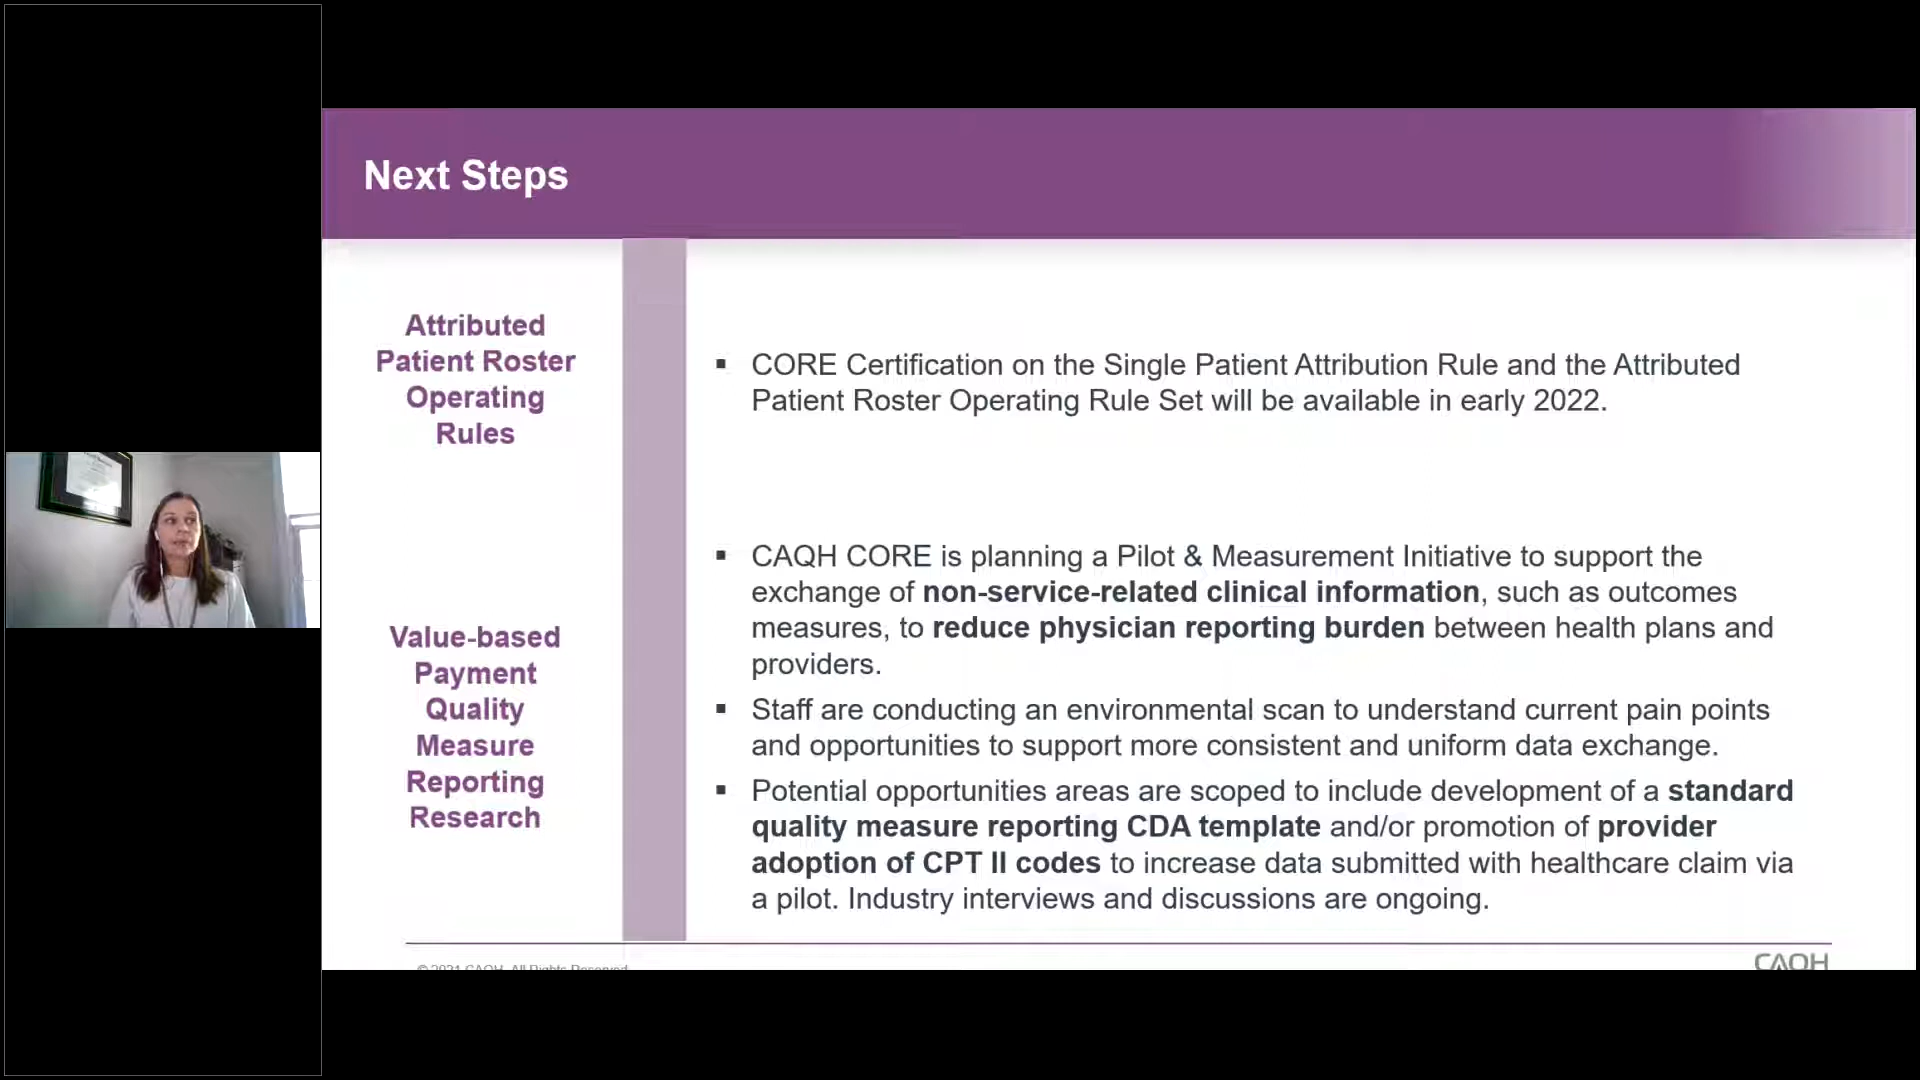 Next Steps
Attributed
Patient Roster
Operating
Rules
▪ CORE Certification on the Single Patient Attribution Rule and the Attributed
Patient Roster Operating Rule Set will be available in early 2022.
Value-based
Payment
Quality
Measure
Reporting
Research
▪ CAQH CORE is planning a Pilot & Measurement Initiative to support the
exchange of non-service-related clinical information, such as outcomes
measures, to reduce physician reporting burden between health plans and
providers.
▪ Staff are conducting an environmental scan to understand current pain points
and opportunities to support more consistent and uniform data exchange.
▪ Potential opportunities areas are scoped to include development of a standard
quality measure reporting CDA template and/or promotion of provider
adoption of CPT II codes to increase data submitted with healthcare claim via
a pilot. Industry interviews and discussions are ongoing.
© 2021 CAQH, All Rights Reserved.
CAQH